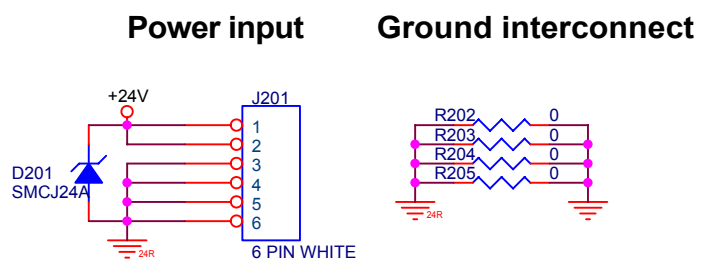 Power input
Ground interconnect
+24V
J201
1
2
3
4
5
6
D201
SMCJ24A
24R
6 PIN WHITE
R202 0
R203 0
R204 0
R205 0
24R